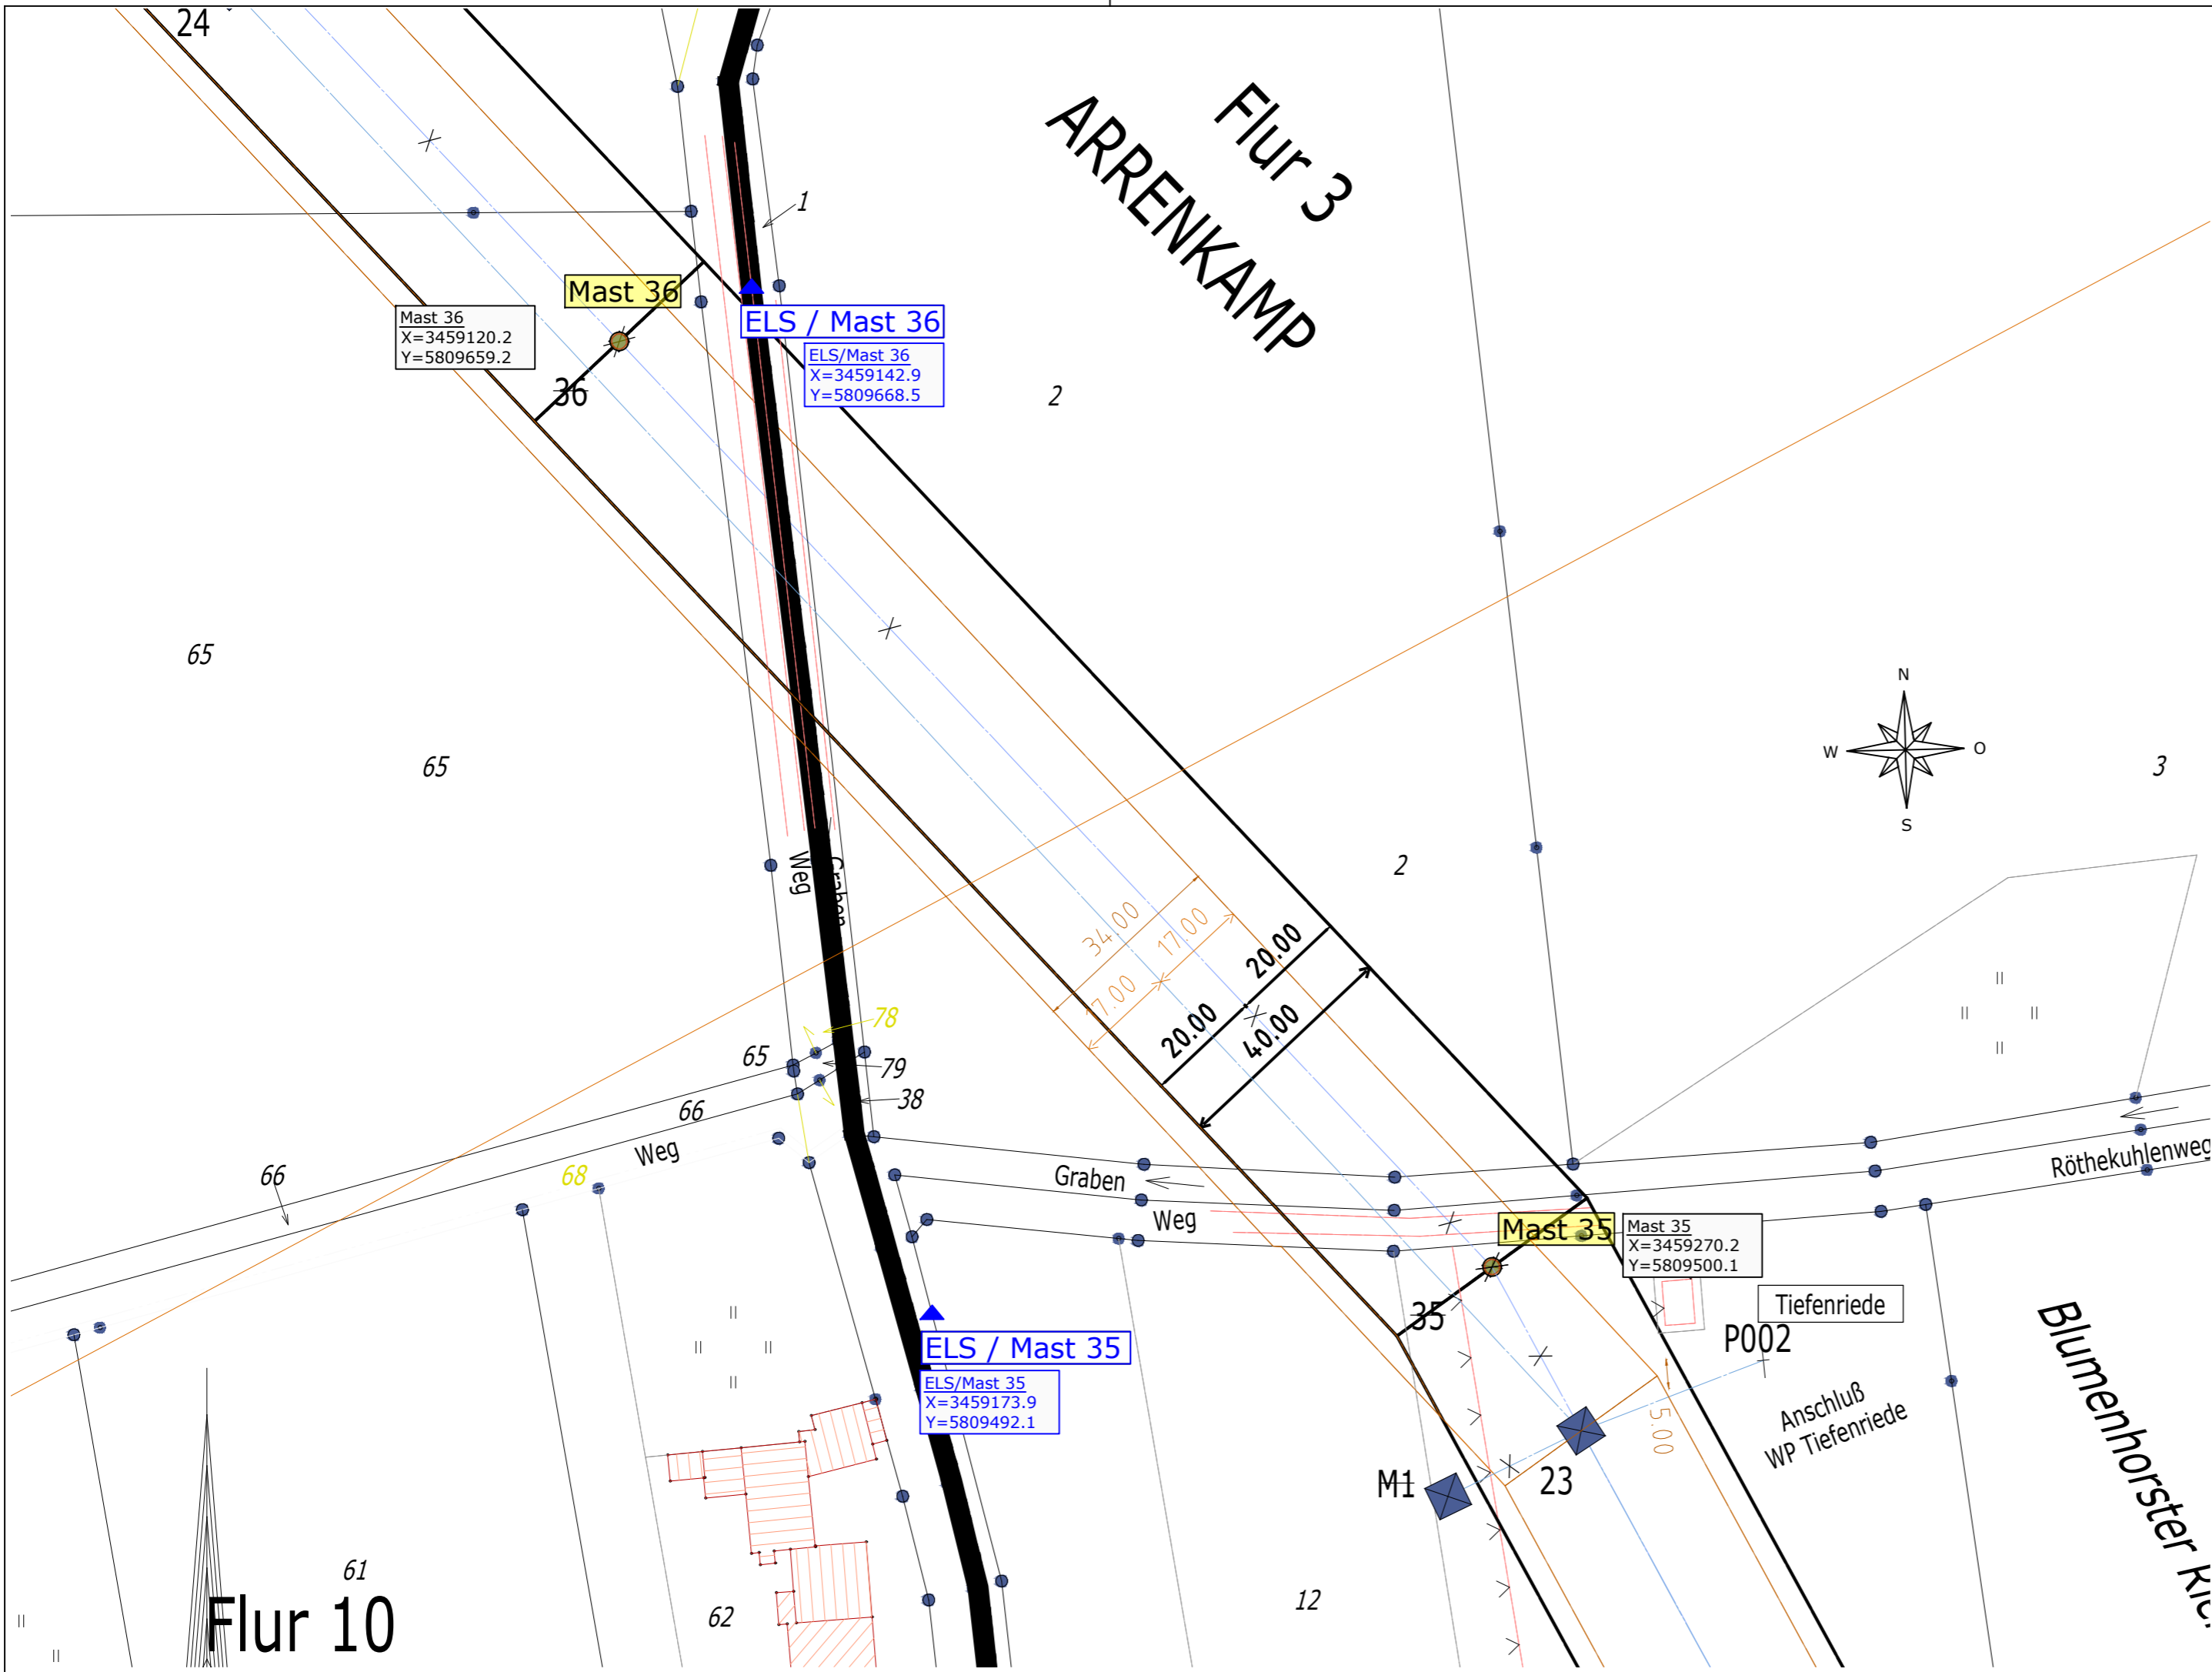 24
Flur 3
ARRENKAMP
1
Mast 36
Mast 36
X=3459120.2
Y=5809659.2
ELS / Mast 36
ELS/Mast 36
X=3459142.9
Y=5809668.5
36
2
65
N
W
O
S
65
3
Weg
Graben
2
34.00
17.00
17.00
20.00
20.00
40.00
78
65
79
38
66
Weg
66
68
Graben
Weg
Röthekuhlenweg
Mast 35
Mast 35
X=3459270.2
Y=5809500.1
35
Tiefenriede
P002
ELS / Mast 35
ELS/Mast 35
X=3459173.9
Y=5809492.1
5.00
Anschluß
WP Tiefenriede
Blumenhorster
M1
23
61
Flur 10
62
12